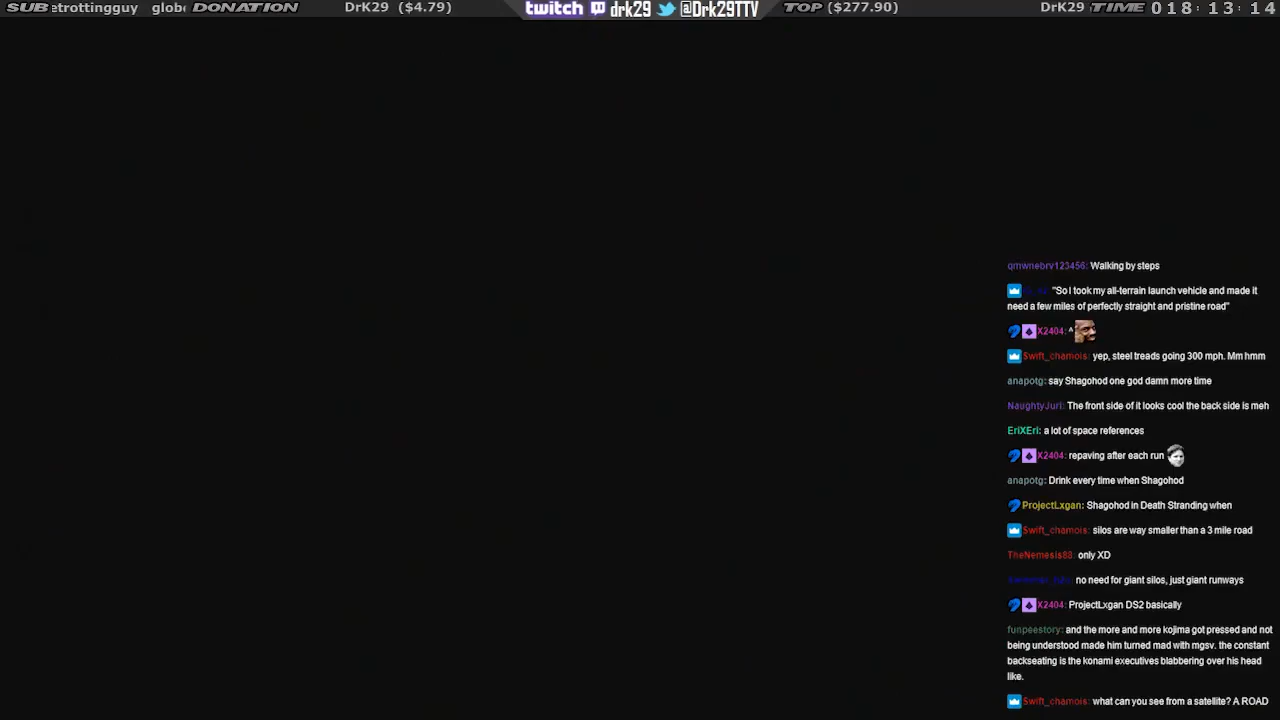 SUB etrottingguy globe DONATION DrK29 ($4.79) twitch drk29 @Drk29TTV TOP ($277.90) DrK29 TIME 018:13:14
qmwnebrv123456: Walking by steps
"So I took my all-terrain launch vehicle and made it
need a few miles of perfectly straight and pristine road"
X2404: ^
Swift_chamois: yep, steel treads going 300 mph. Mm hmm
anapotg: say Shagohod one god damn more time
NaughtyJuri: The front side of it looks cool the back side is meh
EriXEri: a lot of space references
X2404: repaving after each run
anapotg: Drink every time when Shagohod
ProjectLxgan: Shagohod in Death Stranding when
Swift_chamois: silos are way smaller than a 3 mile road
TheNemesis88: only XD
no need for giant silos, just giant runways
X2404: ProjectLxgan DS2 basically
funpeestory: and the more and more kojima got pressed and not
being understood made him turned mad with mgsv. the constant
backseating is the konami executives blabbering over his head
like.
Swift_chamois: what can you see from a satellite? A ROAD